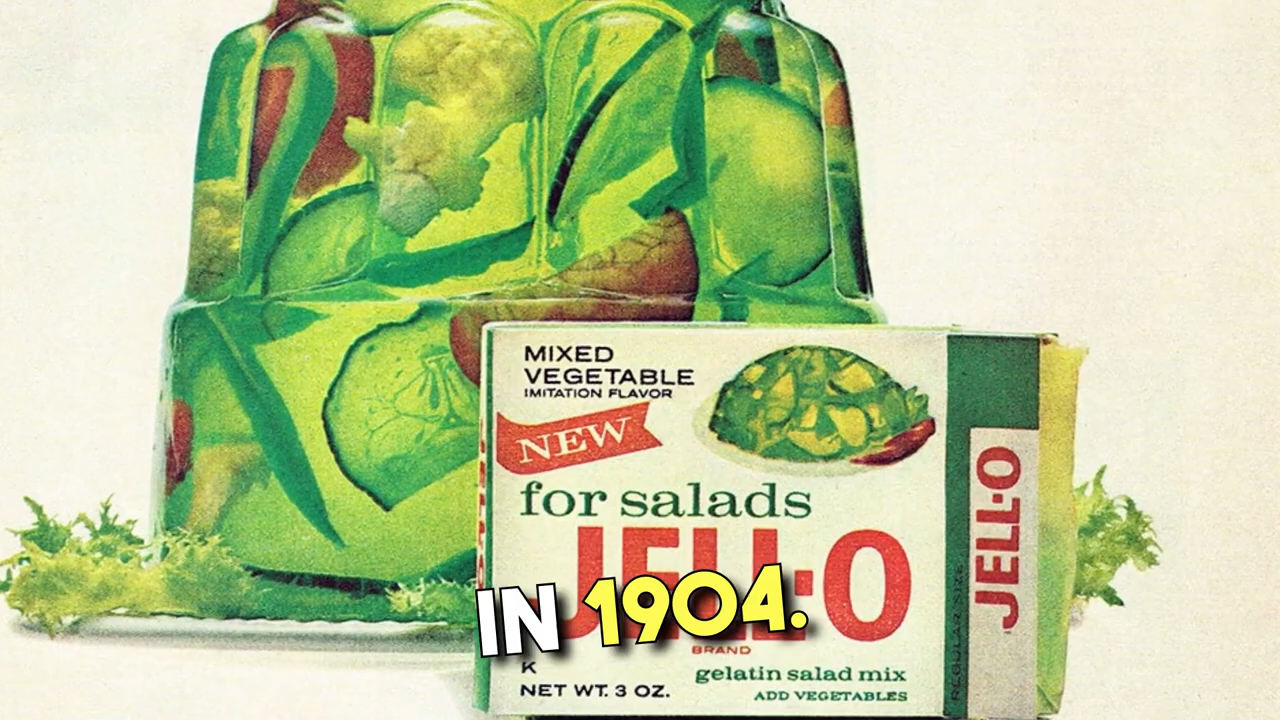 MIXED
VEGETABLE
IMITATION FLAVOR
NEW
for salads
JELL-O
IN 1904.
BRAND
K
gelatin salad mix
NET WT. 3 OZ.
ADD VEGETABLES
JELL-O
REGULAR SIZE
JELL-O